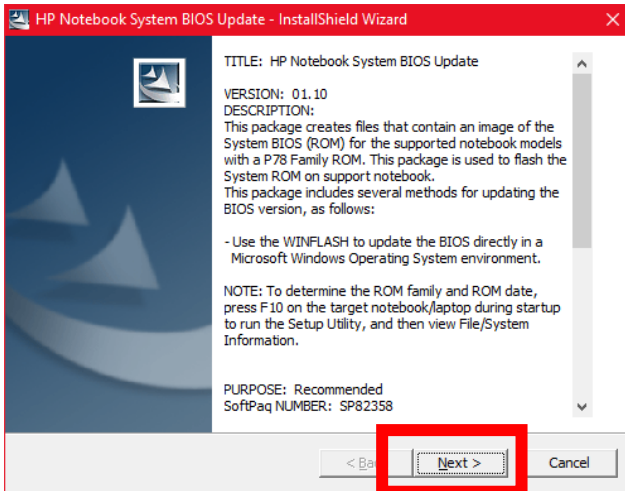 HP Notebook System BIOS Update - InstallShield Wizard
TITLE: HP Notebook System BIOS Update
VERSION: 01.10
DESCRIPTION:
This package creates files that contain an image of the
System BIOS (ROM) for the supported notebook models
with a P78 Family ROM. This package is used to flash the
System ROM on support notebook.
This package includes several methods for updating the
BIOS version, as follows:
- Use the WINFLASH to update the BIOS directly in a
Microsoft Windows Operating System environment.
NOTE: To determine the ROM family and ROM date,
press F10 on the target notebook/laptop during startup
to run the Setup Utility, and then view File/System
Information.
PURPOSE: Recommended
SoftPaq NUMBER: SP82358
< Ba
Next >
Cancel